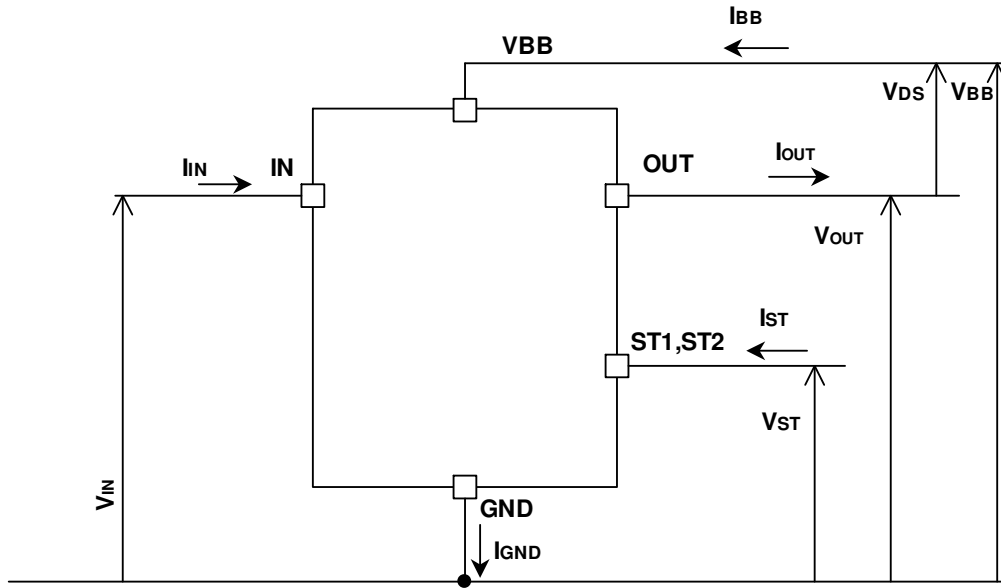 IBB
VBB
VDS
VBB
IIN
IN
OUT
IOUT
VOUT
ST1,ST2
IST
VST
VIN
GND
IGND